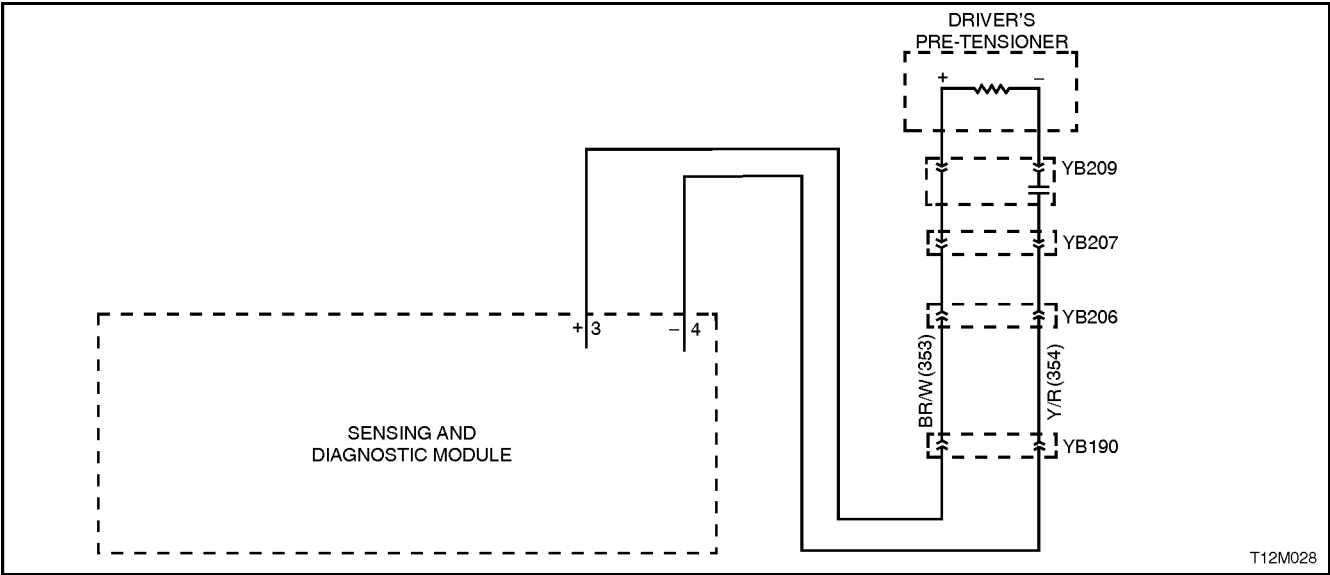 DRIVER'S
PRE-TENSIONER
+ –
YB209
YB207
YB206
+ 3 – 4
BR/W (353)
Y/R (354)
SENSING AND
DIAGNOSTIC MODULE
YB190
T12M028